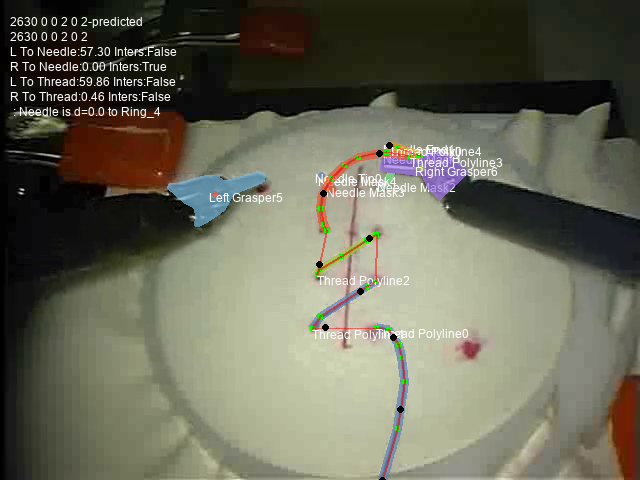 2630 0 0 2 0 2-predicted
2630 0 0 2 0 2
L To Needle:57.30 Inters:False
R To Needle:0.00 Inters:True
L To Thread:59.86 Inters:False
R To Thread:0.46 Inters:False
: Needle is d=0.0 to Ring_4
Thread Polyline4
Thread Polyline3
Right Grasper6
Needle Tip0
Needle Mask2
Needle Mask3
Left Grasper5
Thread Polyline2
Thread Polyline0